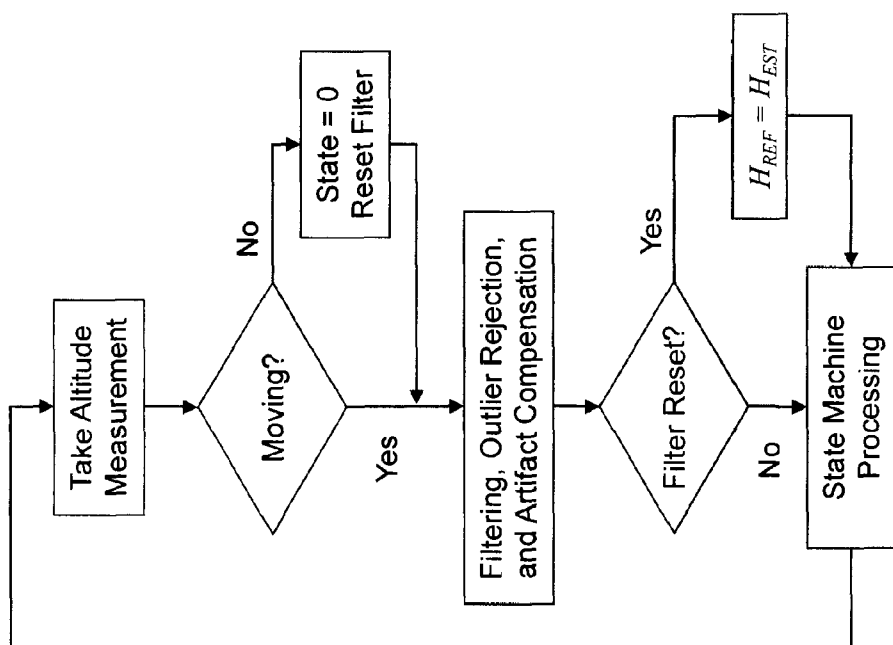 Take Altitude
Measurement
Moving?
No
State = 0
Reset Filter
Yes
Filtering, Outlier Rejection,
and Artifact Compensation
Filter Reset?
Yes
H_REF = H_EST
No
State Machine
Processing